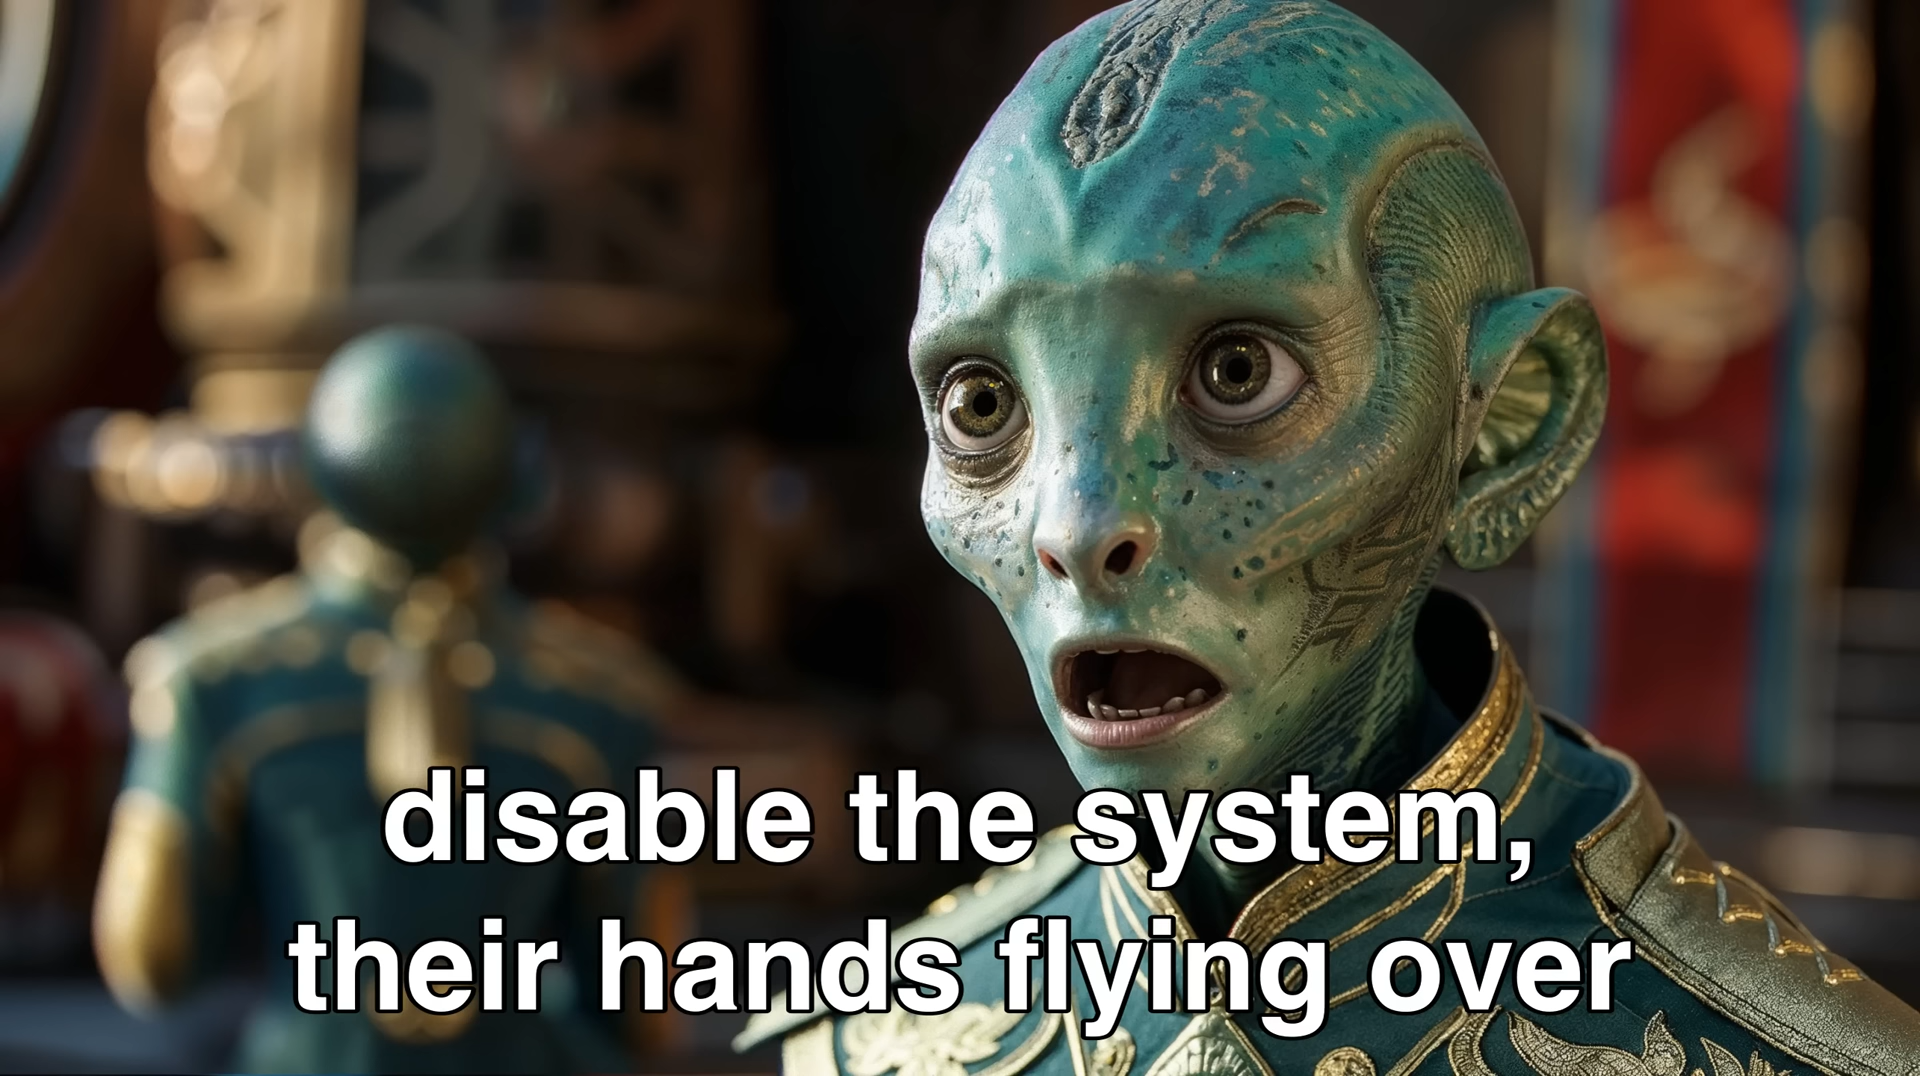 disable the system,
their hands flying over